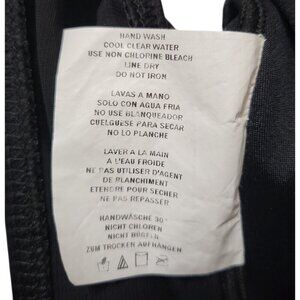 HAND WASH
COOL CLEAR WATER
USE NON CHLORINE BLEACH
LINE DRY
DO NOT IRON
LAVAS A MANO
SOLO CON AGUA FRIA
NO USE BLANQUEADOR
CUELGUESE PARA SECAR
NO LO PLANCHE
LAVER A LA MAIN
A L'EAU FROIDE
NE PAS UTILISER D'AGENT
DE BLANCHIMENT
ETENDRE POUR SECHER
NE PAS REPASSER
HANDWÄSCHE 30°
NICHT CHLOREN
NICHT BÜGELN
ZUM TROCKEN AUFHÄNGEN